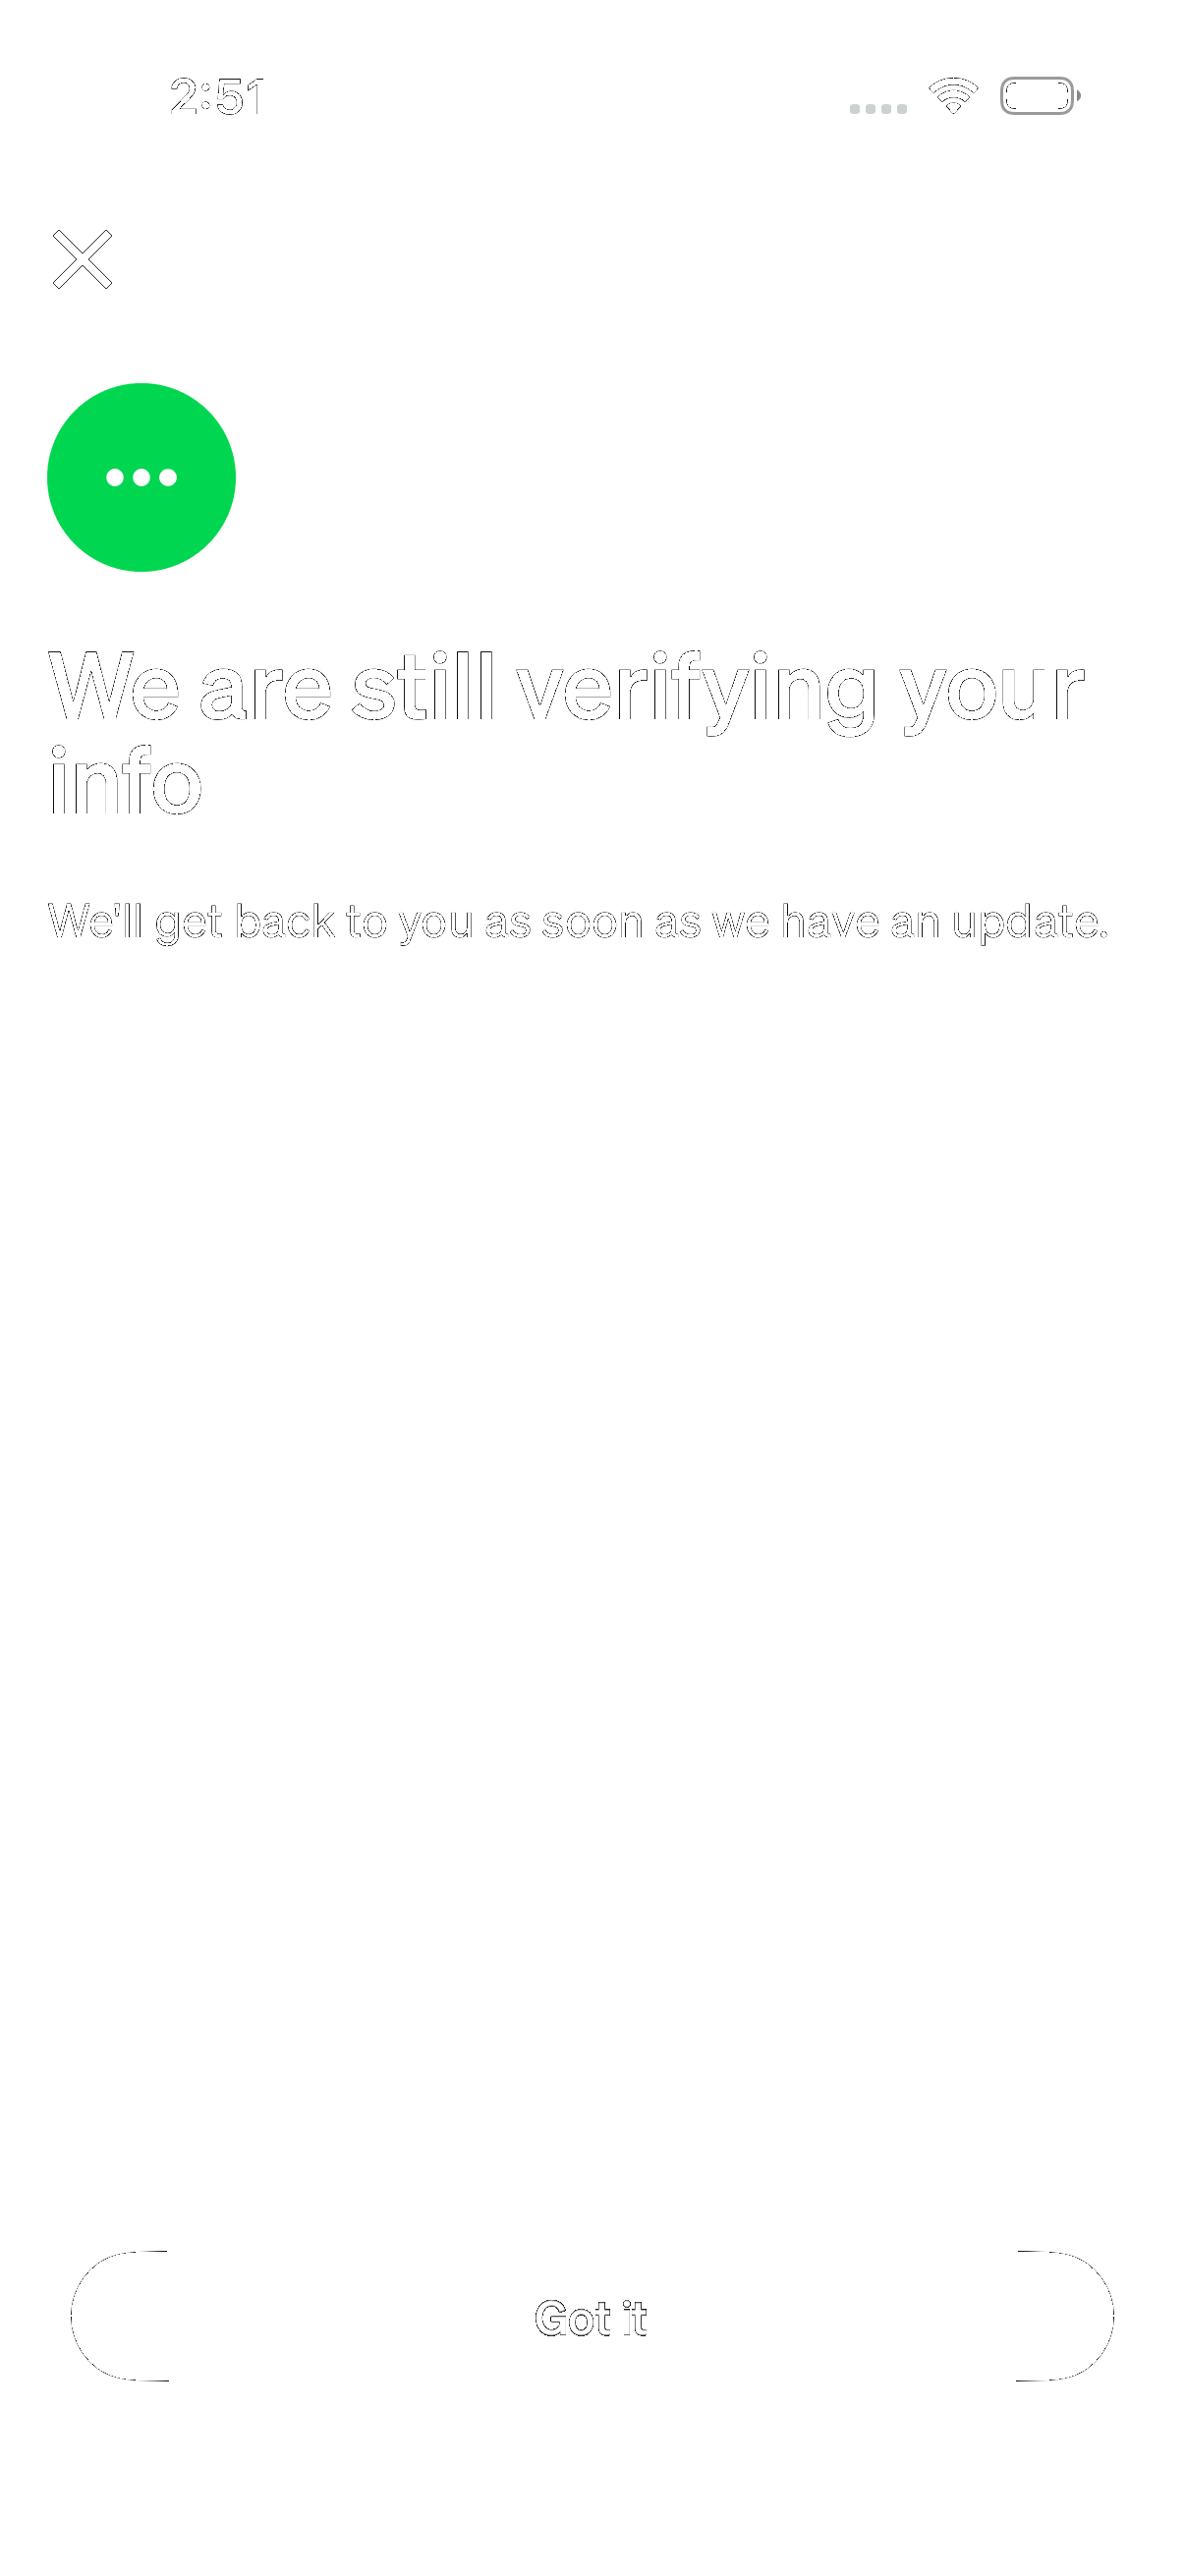 2:51
We are still verifying your
info
We'll get back to you as soon as we have an update.
Got it